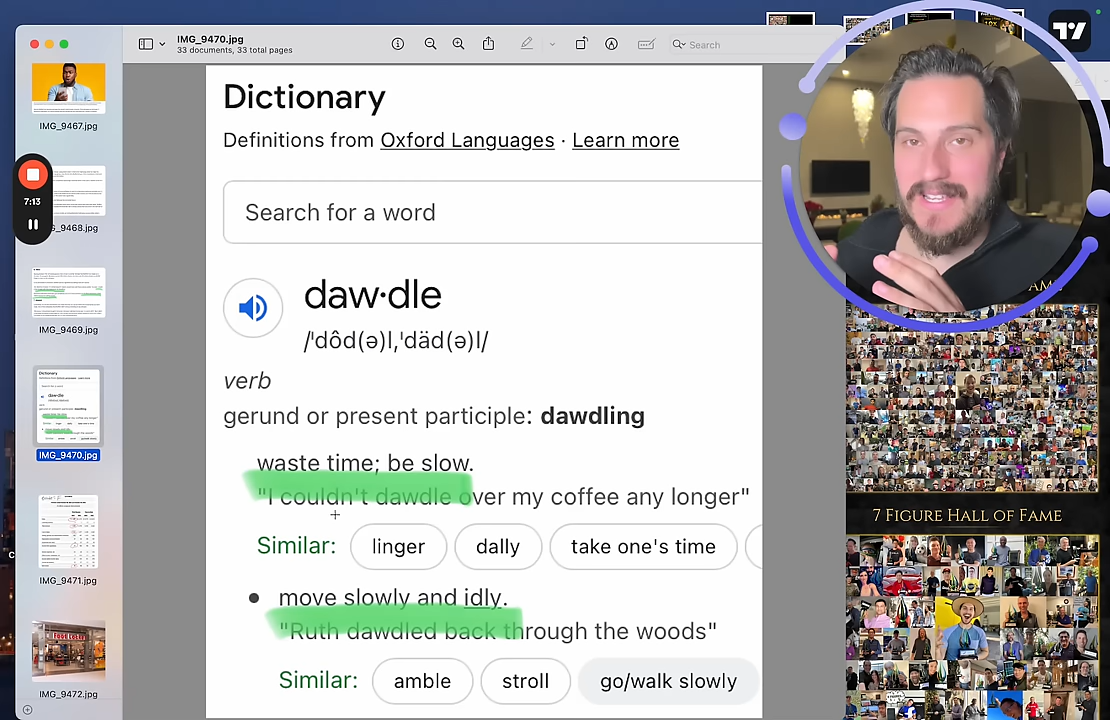 IMG_9470.jpg
33 documents, 33 total pages
Search
IMG_9467.jpg
7:13
_9468.jpg
IMG_9469.jpg
IMG_9470.jpg
IMG_9471.jpg
IMG_9472.jpg
Dictionary
Definitions from Oxford Languages · Learn more
Search for a word
daw·dle
/ˈdôd(ə)l,ˈdäd(ə)l/
verb
gerund or present participle: dawdling
waste time; be slow.
"I couldn't dawdle over my coffee any longer"
Similar: linger dally take one's time
• move slowly and idly.
"Ruth dawdled back through the woods"
Similar: amble stroll go/walk slowly
7 Figure Hall of Fame